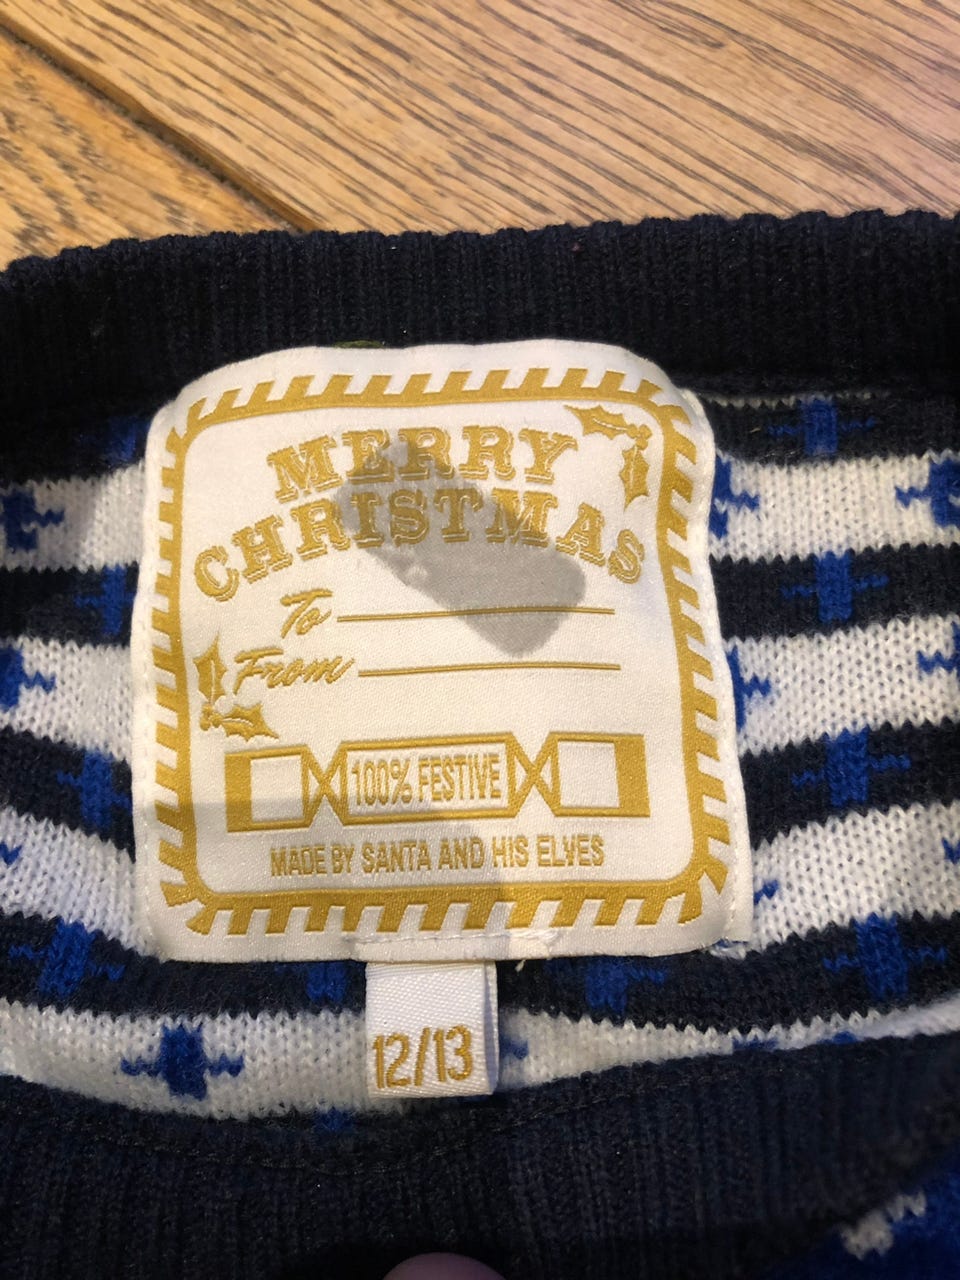 MERRY
CHRISTMAS
To
From
100% FESTIVE
MADE BY SANTA AND HIS ELVES
12/13